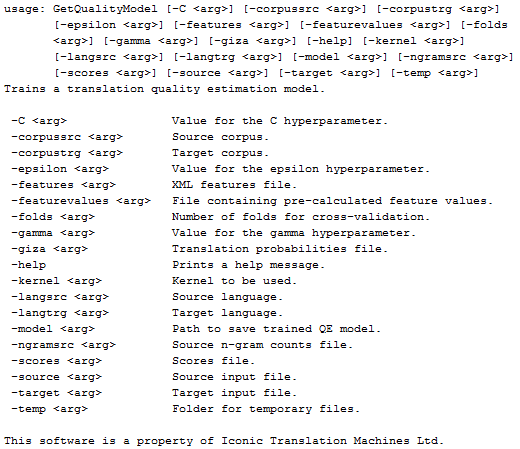 usage: GetQualityModel [-C <arg>] [-corpussrc <arg>] [-corpustrg <arg>]
[-epsilon <arg>] [-features <arg>] [-featurevalues <arg>] [-folds
<arg>] [-gamma <arg>] [-giza <arg>] [-help] [-kernel <arg>]
[-langsrc <arg>] [-langtrg <arg>] [-model <arg>] [-ngramsrc <arg>]
[-scores <arg>] [-source <arg>] [-target <arg>] [-temp <arg>]
Trains a translation quality estimation model.
-C <arg> Value for the C hyperparameter.
-corpussrc <arg> Source corpus.
-corpustrg <arg> Target corpus.
-epsilon <arg> Value for the epsilon hyperparameter.
-features <arg> XML features file.
-featurevalues <arg> File containing pre-calculated feature values.
-folds <arg> Number of folds for cross-validation.
-gamma <arg> Value for the gamma hyperparameter.
-giza <arg> Translation probabilities file.
-help Prints a help message.
-kernel <arg> Kernel to be used.
-langsrc <arg> Source language.
-langtrg <arg> Target language.
-model <arg> Path to save trained QE model.
-ngramsrc <arg> Source n-gram counts file.
-scores <arg> Scores file.
-source <arg> Source input file.
-target <arg> Target input file.
-temp <arg> Folder for temporary files.
This software is a property of Iconic Translation Machines Ltd.